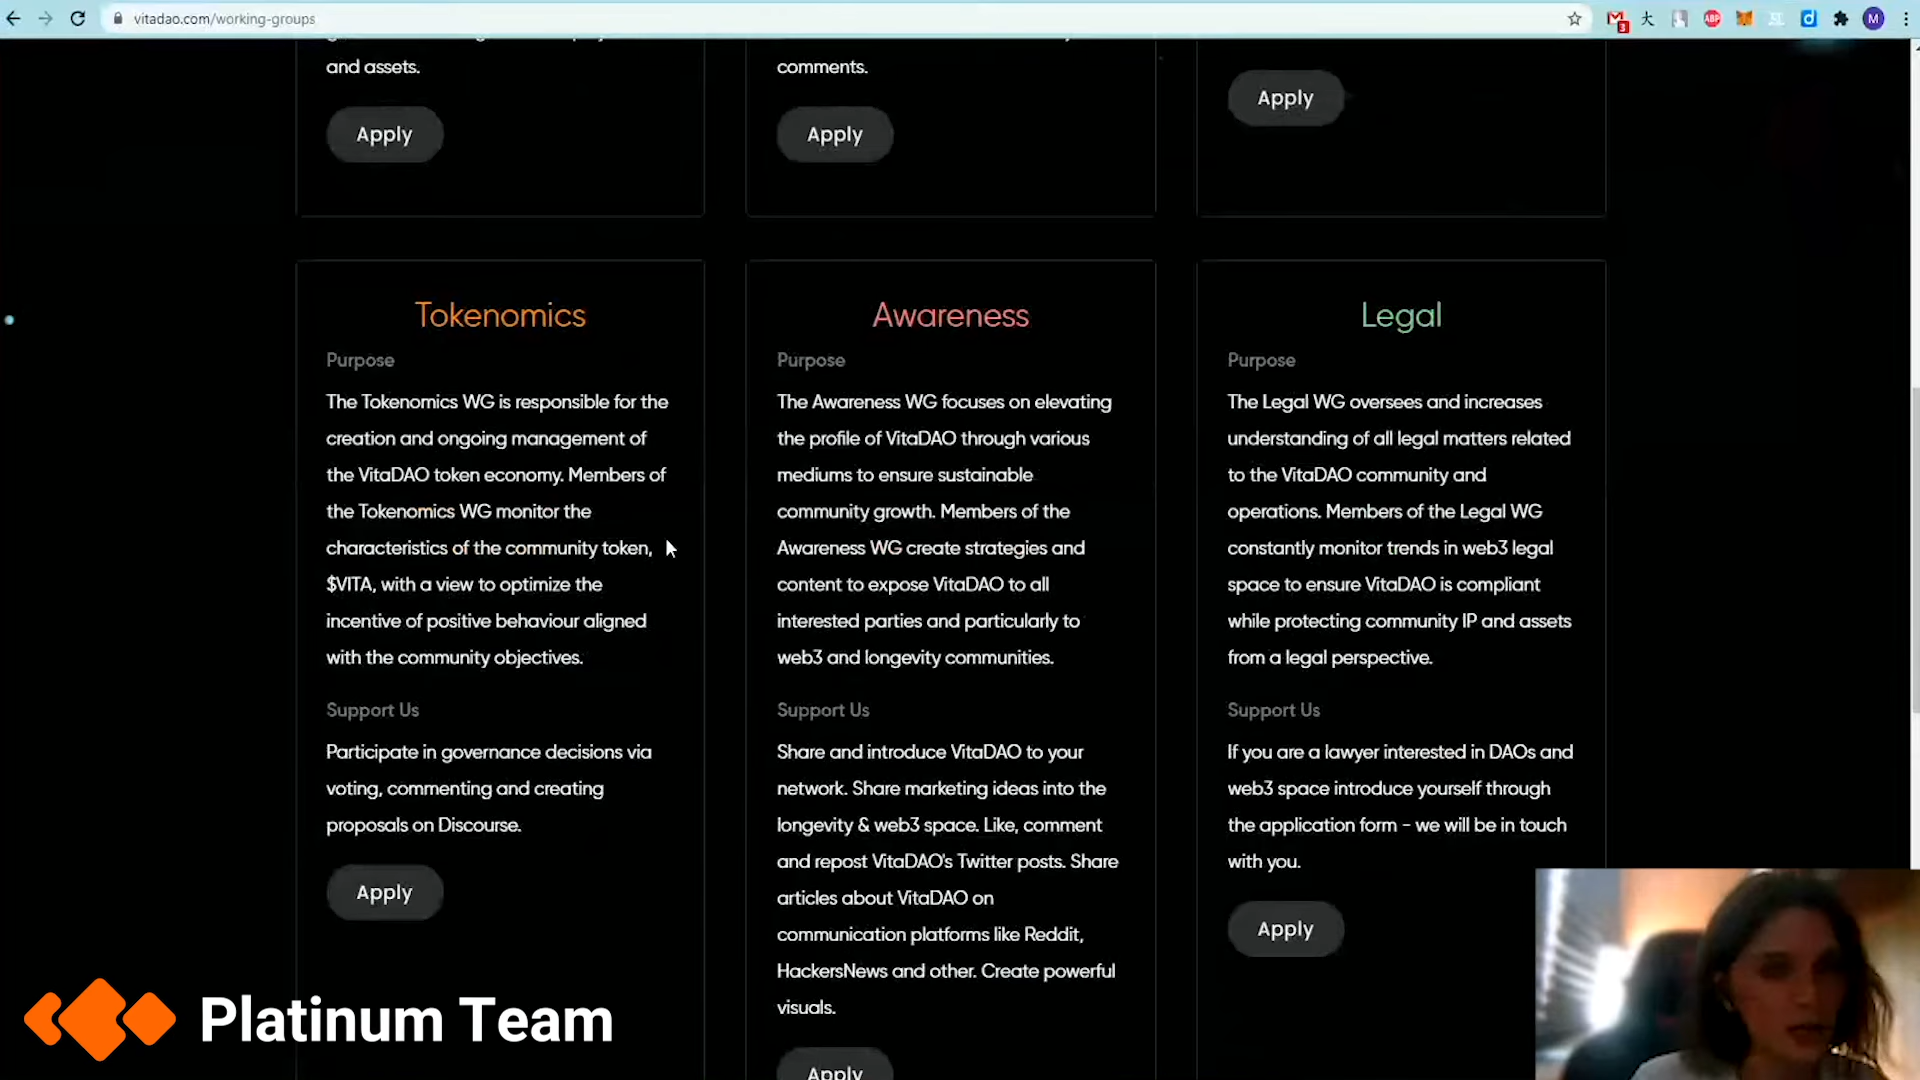 vitadao.com/working-groups
and assets.
Apply
comments.
Apply
Apply
Tokenomics
Purpose
The Tokenomics WG is responsible for the
creation and ongoing management of
the VitaDAO token economy. Members of
the Tokenomics WG monitor the
characteristics of the community token,
$VITA, with a view to optimize the
incentive of positive behaviour aligned
with the community objectives.
Support Us
Participate in governance decisions via
voting, commenting and creating
proposals on Discourse.
Apply
Awareness
Purpose
The Awareness WG focuses on elevating
the profile of VitaDAO through various
mediums to ensure sustainable
community growth. Members of the
Awareness WG create strategies and
content to expose VitaDAO to all
interested parties and particularly to
web3 and longevity communities.
Support Us
Share and introduce VitaDAO to your
network. Share marketing ideas into the
longevity & web3 space. Like, comment
and repost VitaDAO's Twitter posts. Share
articles about VitaDAO on
communication platforms like Reddit,
HackersNews and other. Create powerful
visuals.
Apply
Legal
Purpose
The Legal WG oversees and increases
understanding of all legal matters related
to the VitaDAO community and
operations. Members of the Legal WG
constantly monitor trends in web3 legal
space to ensure VitaDAO is compliant
while protecting community IP and assets
from a legal perspective.
Support Us
If you are a lawyer interested in DAOs and
web3 space introduce yourself through
the application form - we will be in touch
with you.
Apply
Platinum Team